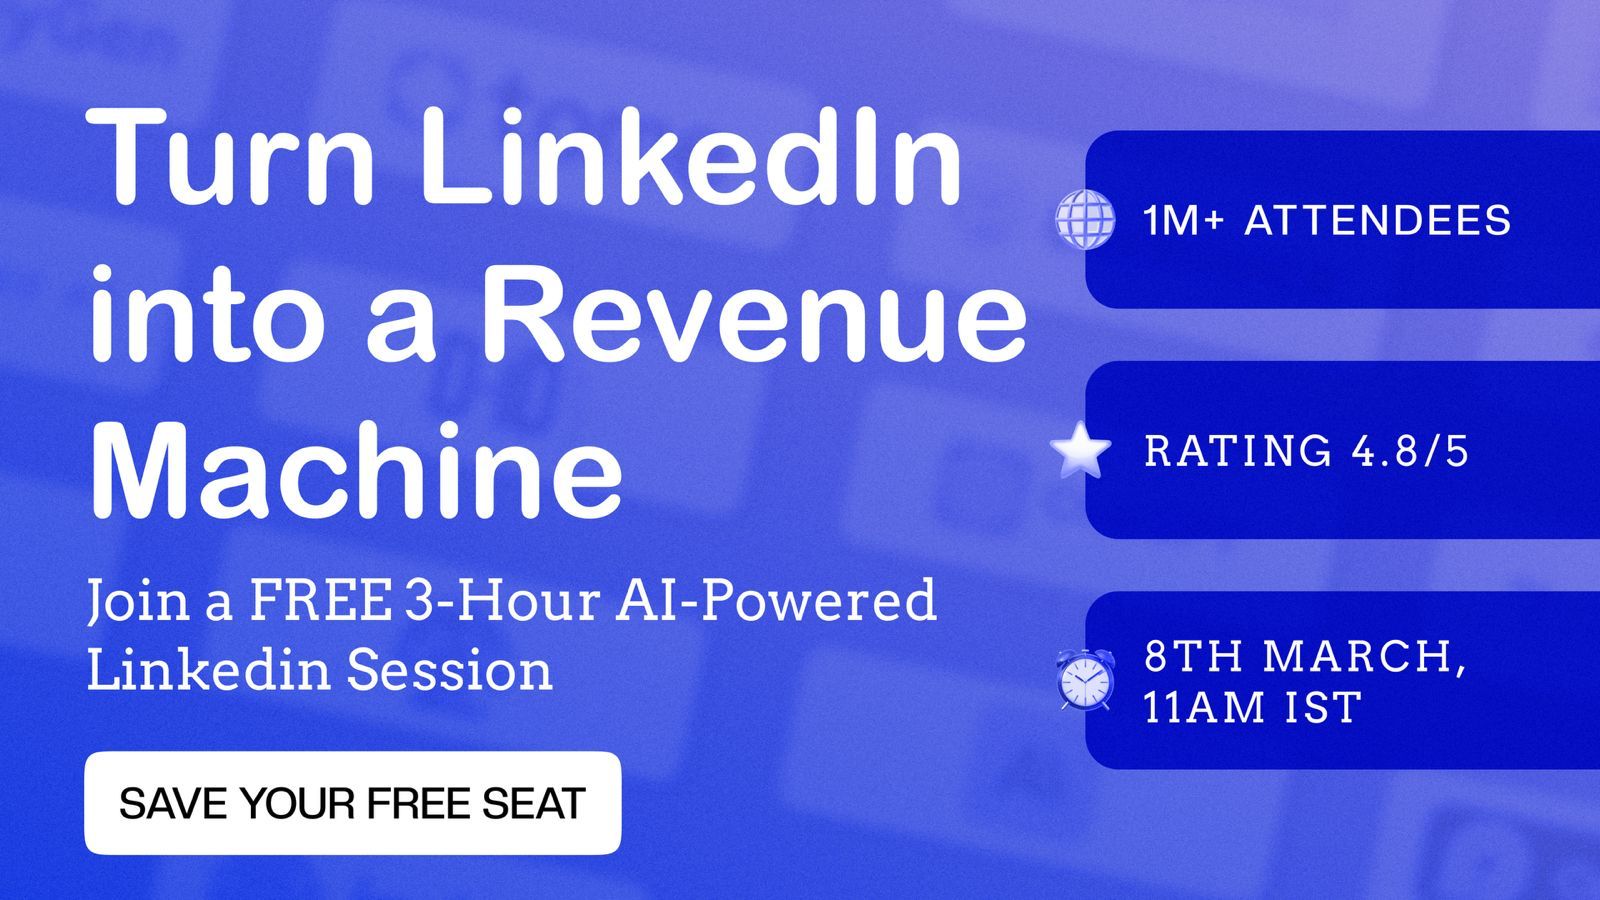 Turn LinkedIn
into a Revenue
Machine
Join a FREE 3-Hour AI-Powered
Linkedin Session
SAVE YOUR FREE SEAT
1M+ ATTENDEES
RATING 4.8/5
8TH MARCH,
11AM IST